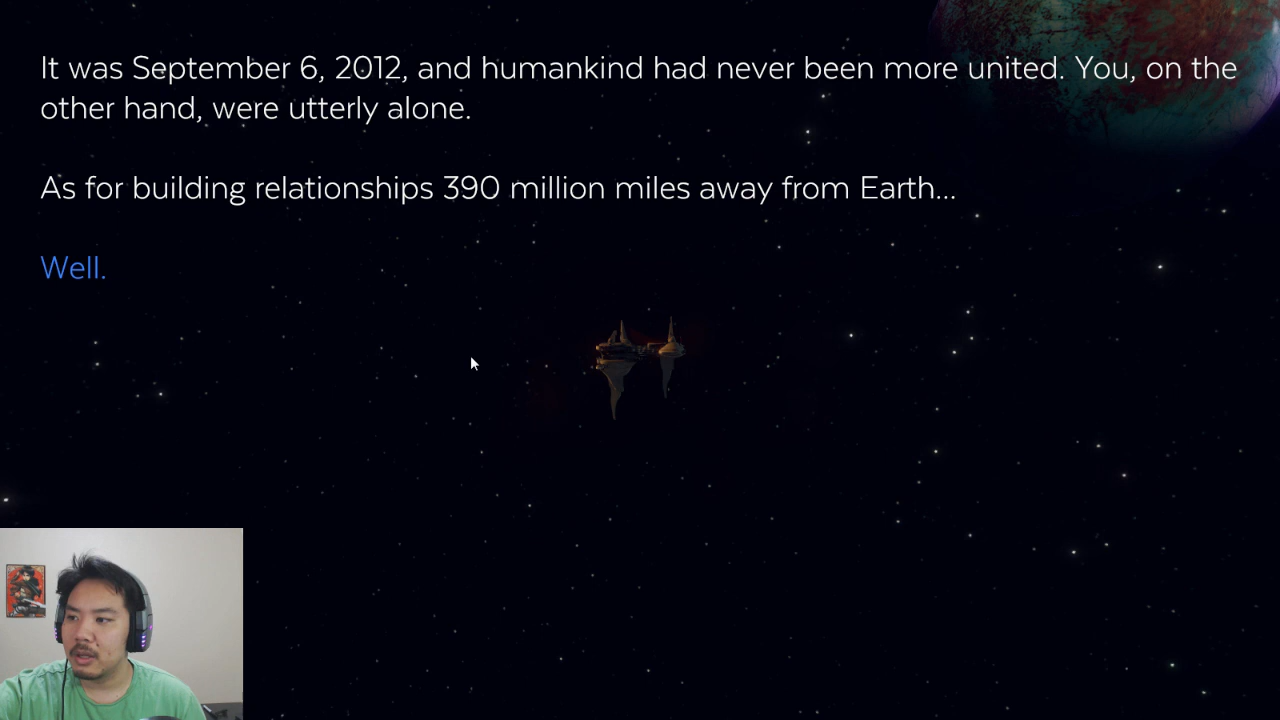 It was September 6, 2012, and humankind had never been more united. You, on the
other hand, were utterly alone.
As for building relationships 390 million miles away from Earth...
Well.